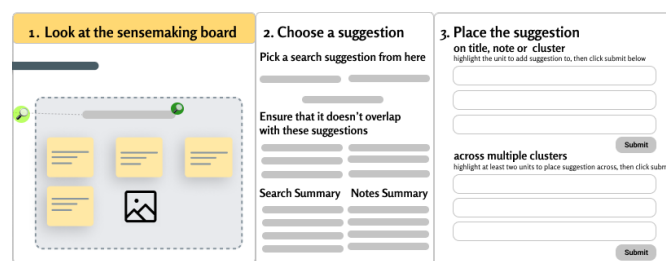 1. Look at the sensemaking board
2. Choose a suggestion
Pick a search suggestion from here
Ensure that it doesn't overlap
with these suggestions
Search Summary
Notes Summary
3. Place the suggestion
on title, note or cluster
highlight the unit to add suggestion to, then click submit below
Submit
across multiple clusters
highlight at least two units to place suggestion across, then click subm
Submit